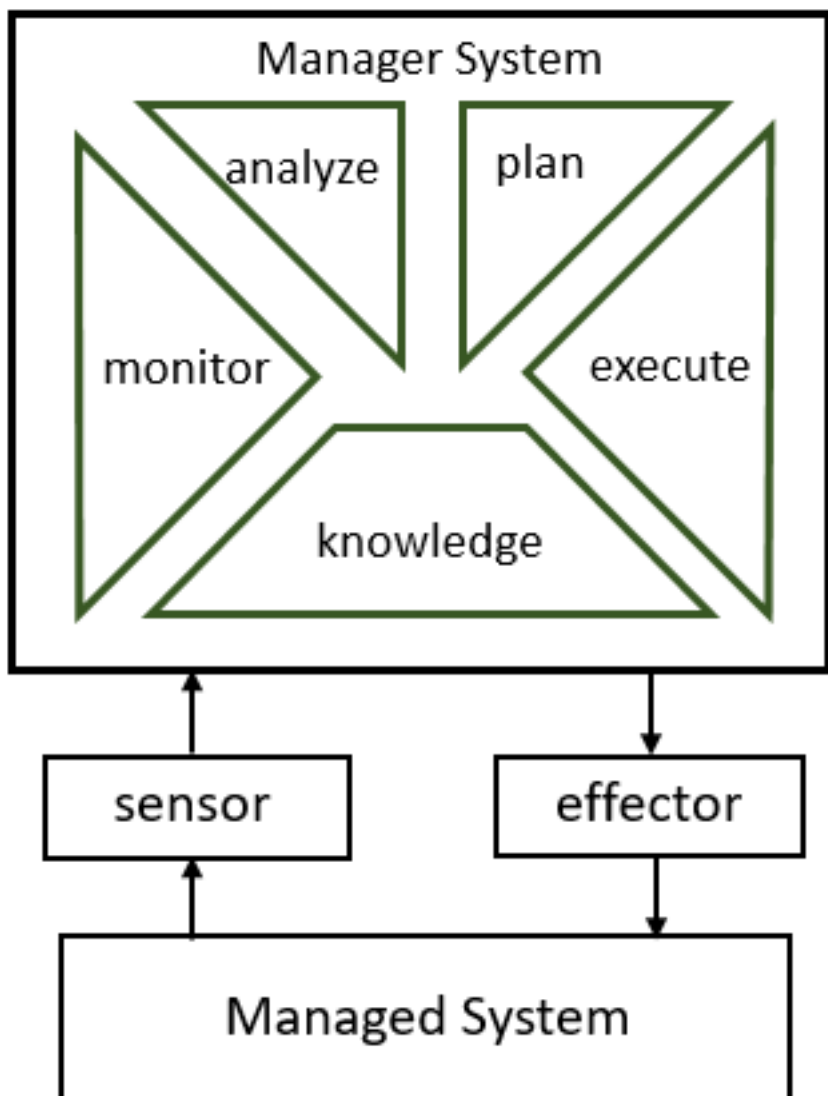 Manager System
analyze
plan
monitor
execute
knowledge
sensor
effector
Managed System